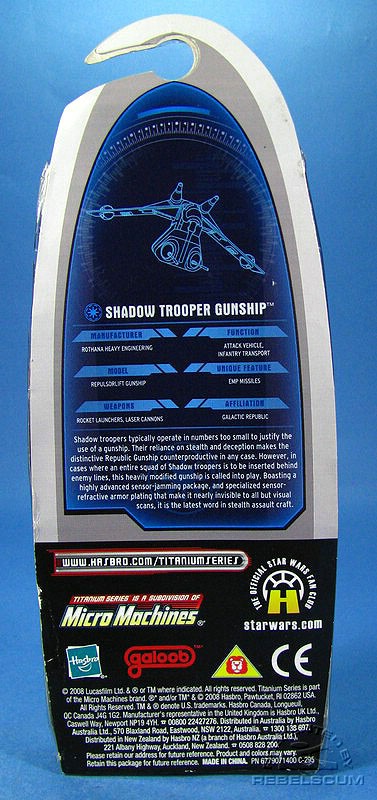 SHADOW TROOPER GUNSHIP™
MANUFACTURER
ROTHANA HEAVY ENGINEERING
FUNCTION
ATTACK VEHICLE,
INFANTRY TRANSPORT
MODEL
REPULSORLIFT GUNSHIP
UNIQUE FEATURE
EMP MISSILES
WEAPONS
ROCKET LAUNCHERS, LASER CANNONS
AFFILIATION
GALACTIC REPUBLIC
Shadow troopers typically operate in numbers too small to justify the
use of a gunship. Their reliance on stealth and deception makes the
distinctive Republic Gunship counterproductive in any case. However, in
cases where an entire squad of Shadow troopers is to be inserted behind
enemy lines, this heavily modified gunship is called into play. Boasting a
highly advanced sensor-jamming package, and specialized sensor-
refractive armor plating that make it nearly invisible to all but visual
scans, it is the latest word in stealth assault craft.
WWW.HASBRO.COM/TITANIUMSERIES
TITANIUM SERIES IS A SUBDIVISION OF
Micro Machines®
THE OFFICIAL STAR WARS FAN CLUB
H
starwars.com
Hasbro
galoob™
CE
© 2008 Lucasfilm Ltd. & ® or TM where indicated. All rights reserved. Titanium Series is part
of the Micro Machines brand. ®* and/or TM* & © 2008 Hasbro, Pawtucket, RI 02862 USA.
All Rights Reserved. TM & ® denote U.S. trademarks. Hasbro Canada, Longueuil,
QC Canada J4G 1G2. Manufacturer's representative in the United Kingdom is Hasbro UK Ltd.,
Caswell Way, Newport NP19 4YH. ☎ 00800 22427276. Distributed in Australia by Hasbro
Australia Ltd., 570 Blaxland Road, Eastwood, NSW 2122, Australia. ☎ 1300 138 697.
Distributed in New Zealand by Hasbro NZ (a branch of Hasbro Australia Ltd.),
221 Albany Highway, Auckland, New Zealand. ☎ 0508 828 200.
Please retain our address for future reference. Product and colors may vary.
Retain this package for future reference. MADE IN CHINA. PN 6779071400 C-295
REBELSCUM